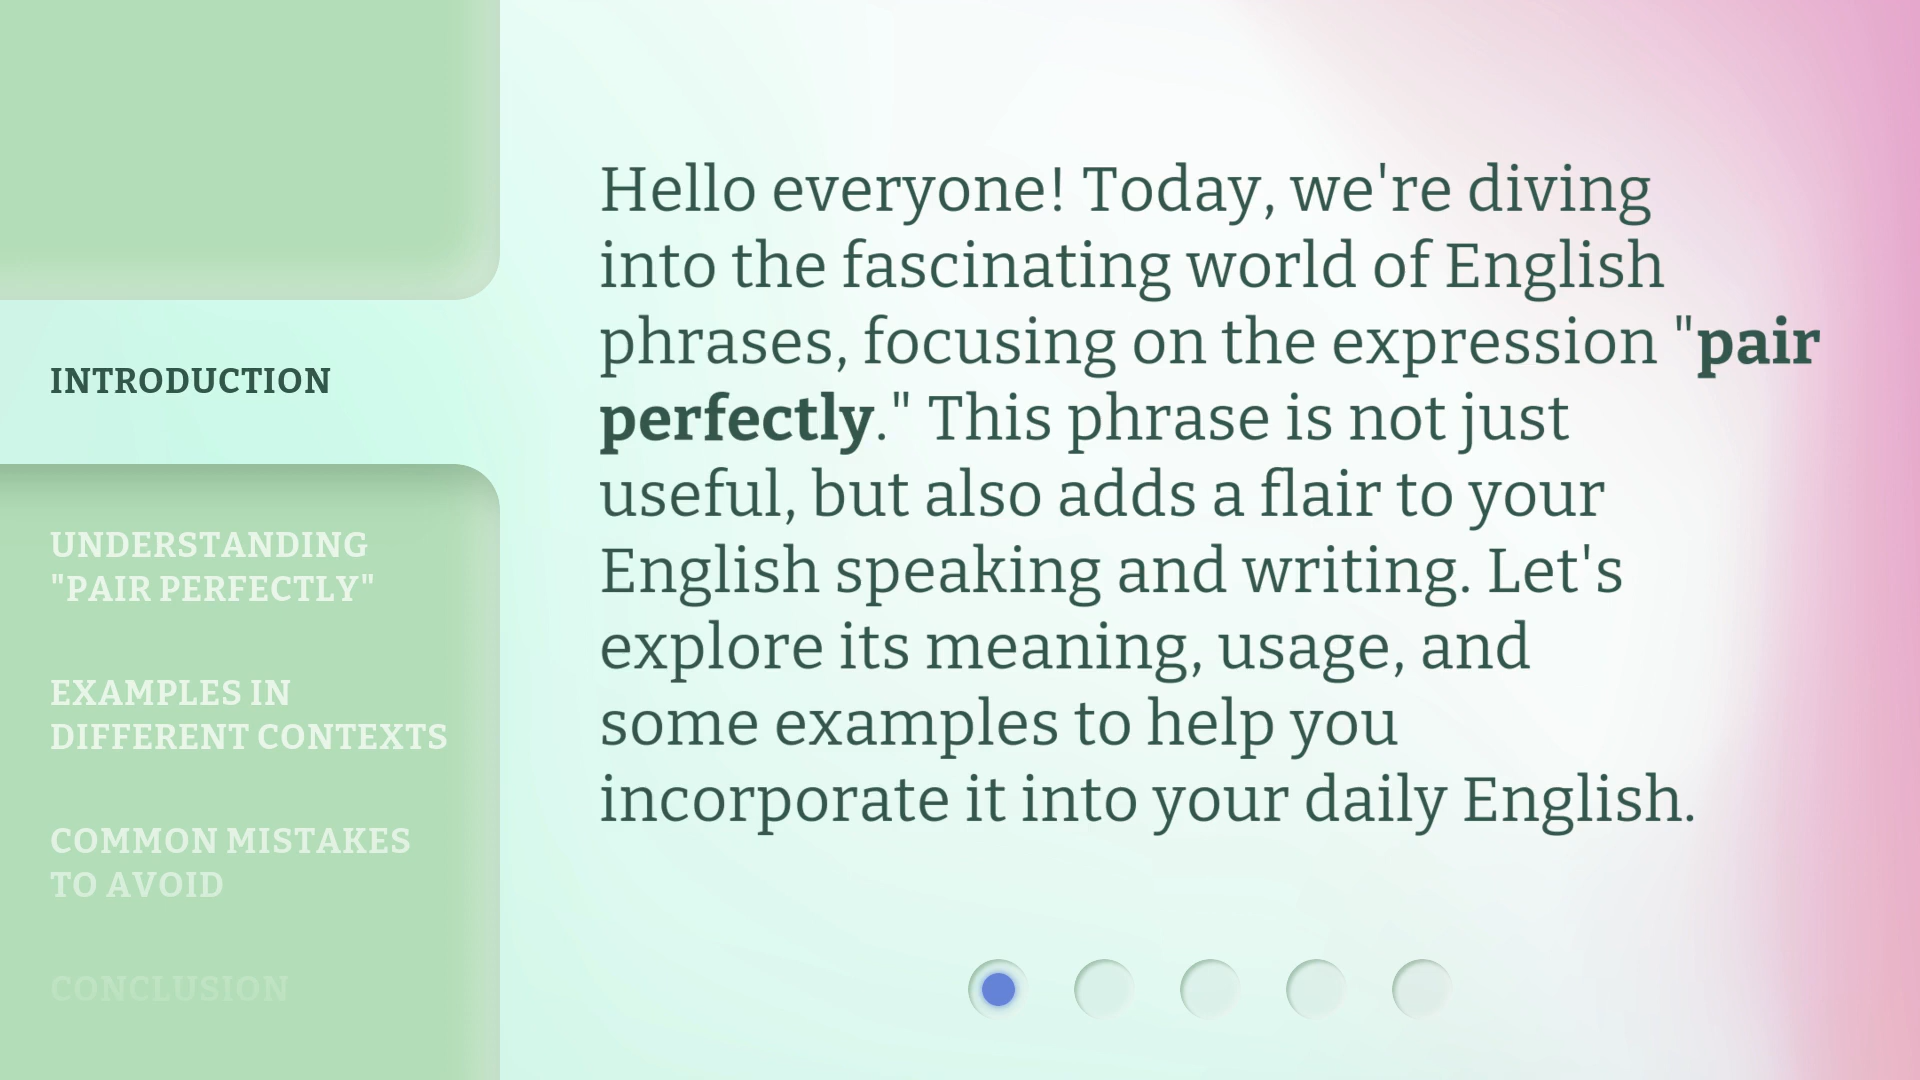 INTRODUCTION
UNDERSTANDING
"PAIR PERFECTLY"
EXAMPLES IN
DIFFERENT CONTEXTS
COMMON MISTAKES
TO AVOID
CONCLUSION
Hello everyone! Today, we're diving
into the fascinating world of English
phrases, focusing on the expression "pair
perfectly." This phrase is not just
useful, but also adds a flair to your
English speaking and writing. Let's
explore its meaning, usage, and
some examples to help you
incorporate it into your daily English.